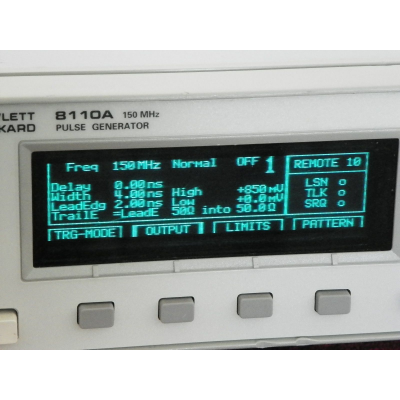 LETT 8110A 150 MHz
KARD PULSE GENERATOR
Freq 150MHz Normal OFF 1 REMOTE 10
Delay 0.00ns LSN
Width 4.00ns High +850mV TLK
LeadEdg 2.00ns Low +0.0mV SRQ
TrailE =LeadE 50Ω into 50.0Ω
TRG-MODE OUTPUT LIMITS PATTERN